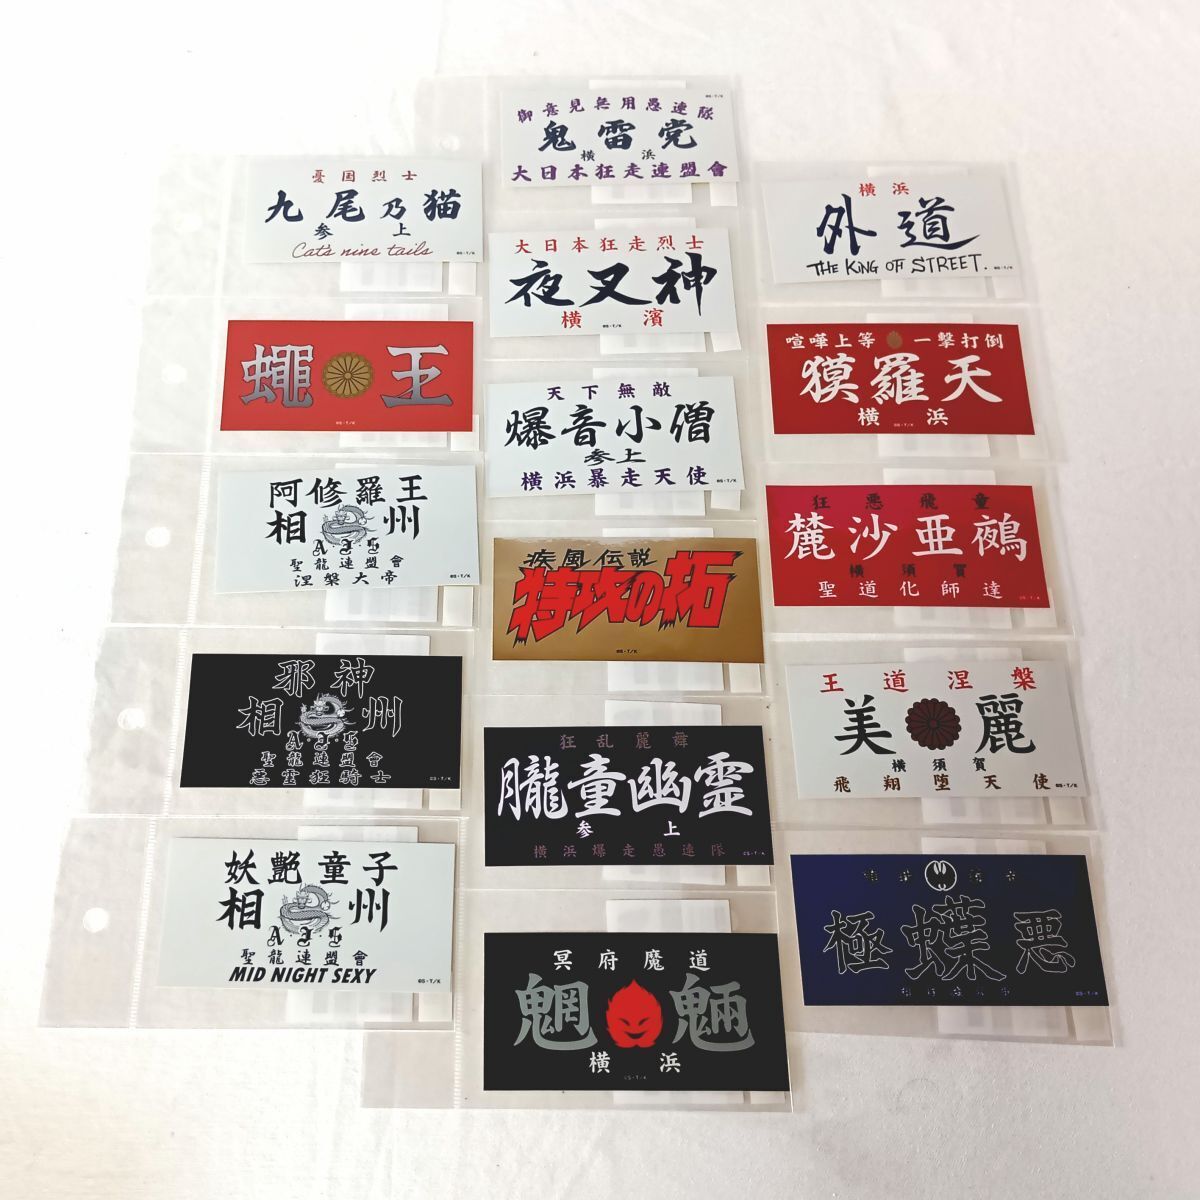 憂国烈士
九尾乃猫
参上
Cat's nine tails
©S・T/K
蠅王
©S・T/K
阿修羅王
相州
A・J・S
聖龍連盟會
涅槃大帝
©S・T/K
邪神
相州
A・J・S
聖龍連盟會
悪霊狂騎士
©S・T/K
妖艶童子
相州
A・J・S
聖龍連盟會
MID NIGHT SEXY
©S・T/K
©S・T/K
御意見無用愚連隊
鬼雷党
横浜
大日本狂走連盟會
大日本狂走烈士
夜叉神
横濱
©S・T/K
天下無敵
爆音小僧
参上
横浜暴走天使
©S・T/K
疾風伝説
特攻の拓
©S・T/K
狂乱麗舞
朧童幽霊
参上
横浜爆走愚連隊
©S・T/K
冥府魔道
魍魎
横浜
©S・T/K
横浜
外道
THE KING OFF STREET.
©S・T/K
喧嘩上等 一撃打倒
獏羅天
横浜
©S・T/K
狂悪飛童
麓沙亜鵺
横須賀
聖道化師達
©S・T/K
王道涅槃
美麗
横須賀
飛翔堕天使
©S・T/K
極蝶悪
©S・T/K